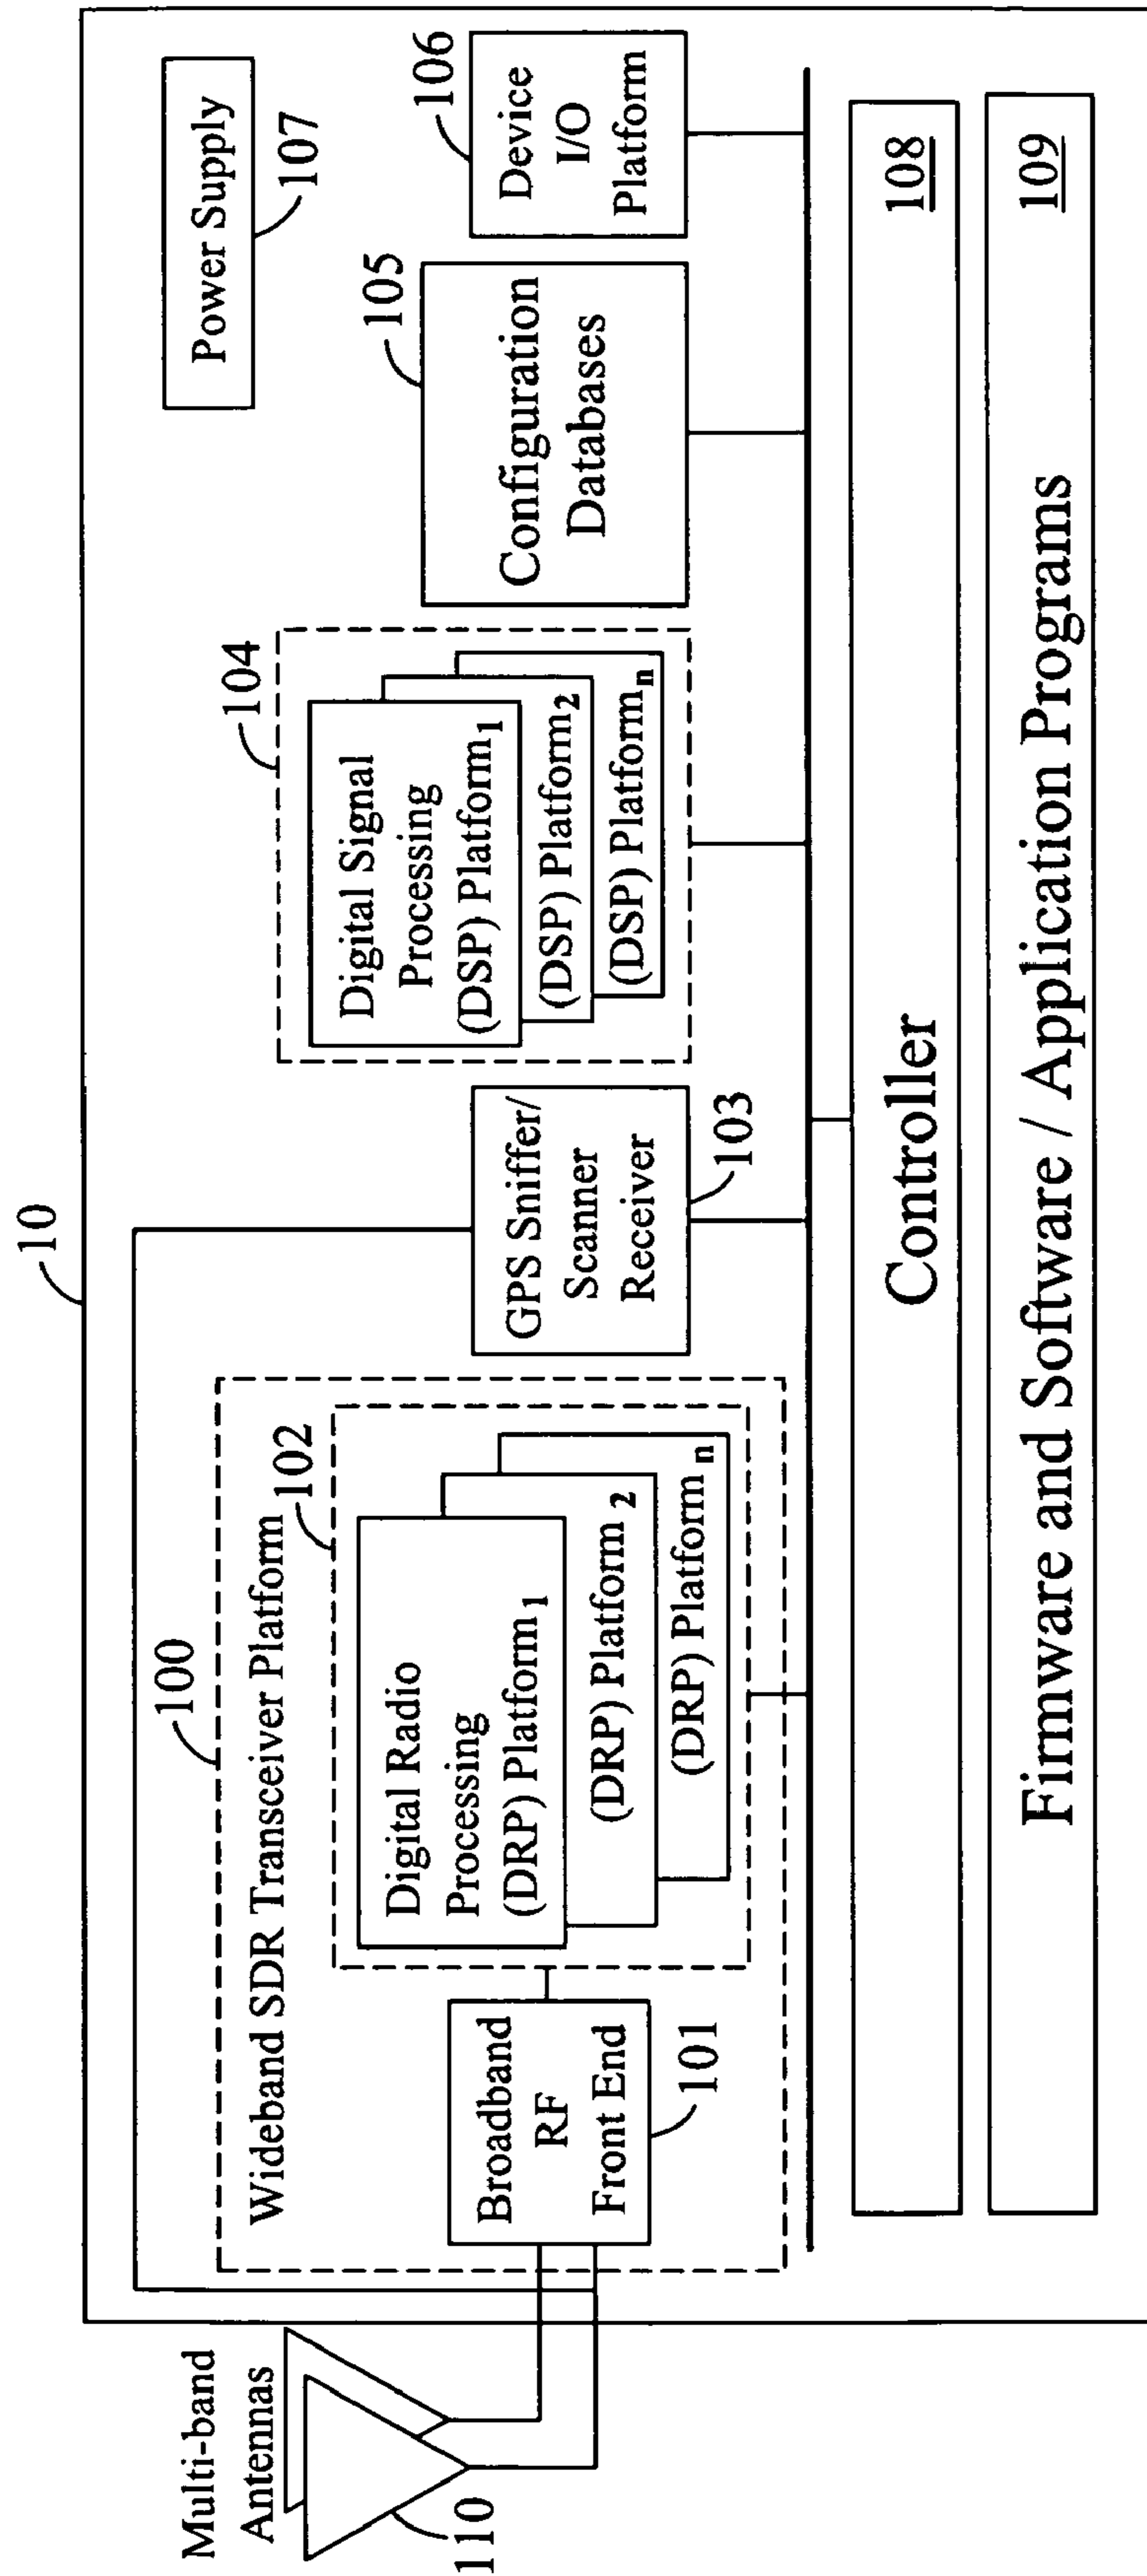 10
Power Supply
107
100
Wideband SDR Transceiver Platform
102
Digital Radio
Processing
(DRP) Platform1
(DRP) Platform 2
(DRP) Platform n
Broadband
RF
Front End
101
Multi-band
Antennas
110
GPS Sniffer/
Scanner
Receiver
103
104
Digital Signal
Processing
(DSP) Platform1
(DSP) Platform2
(DSP) Platformn
105
Configuration
Databases
106
Device
I/O
Platform
Controller
108
Firmware and Software / Application Programs
109